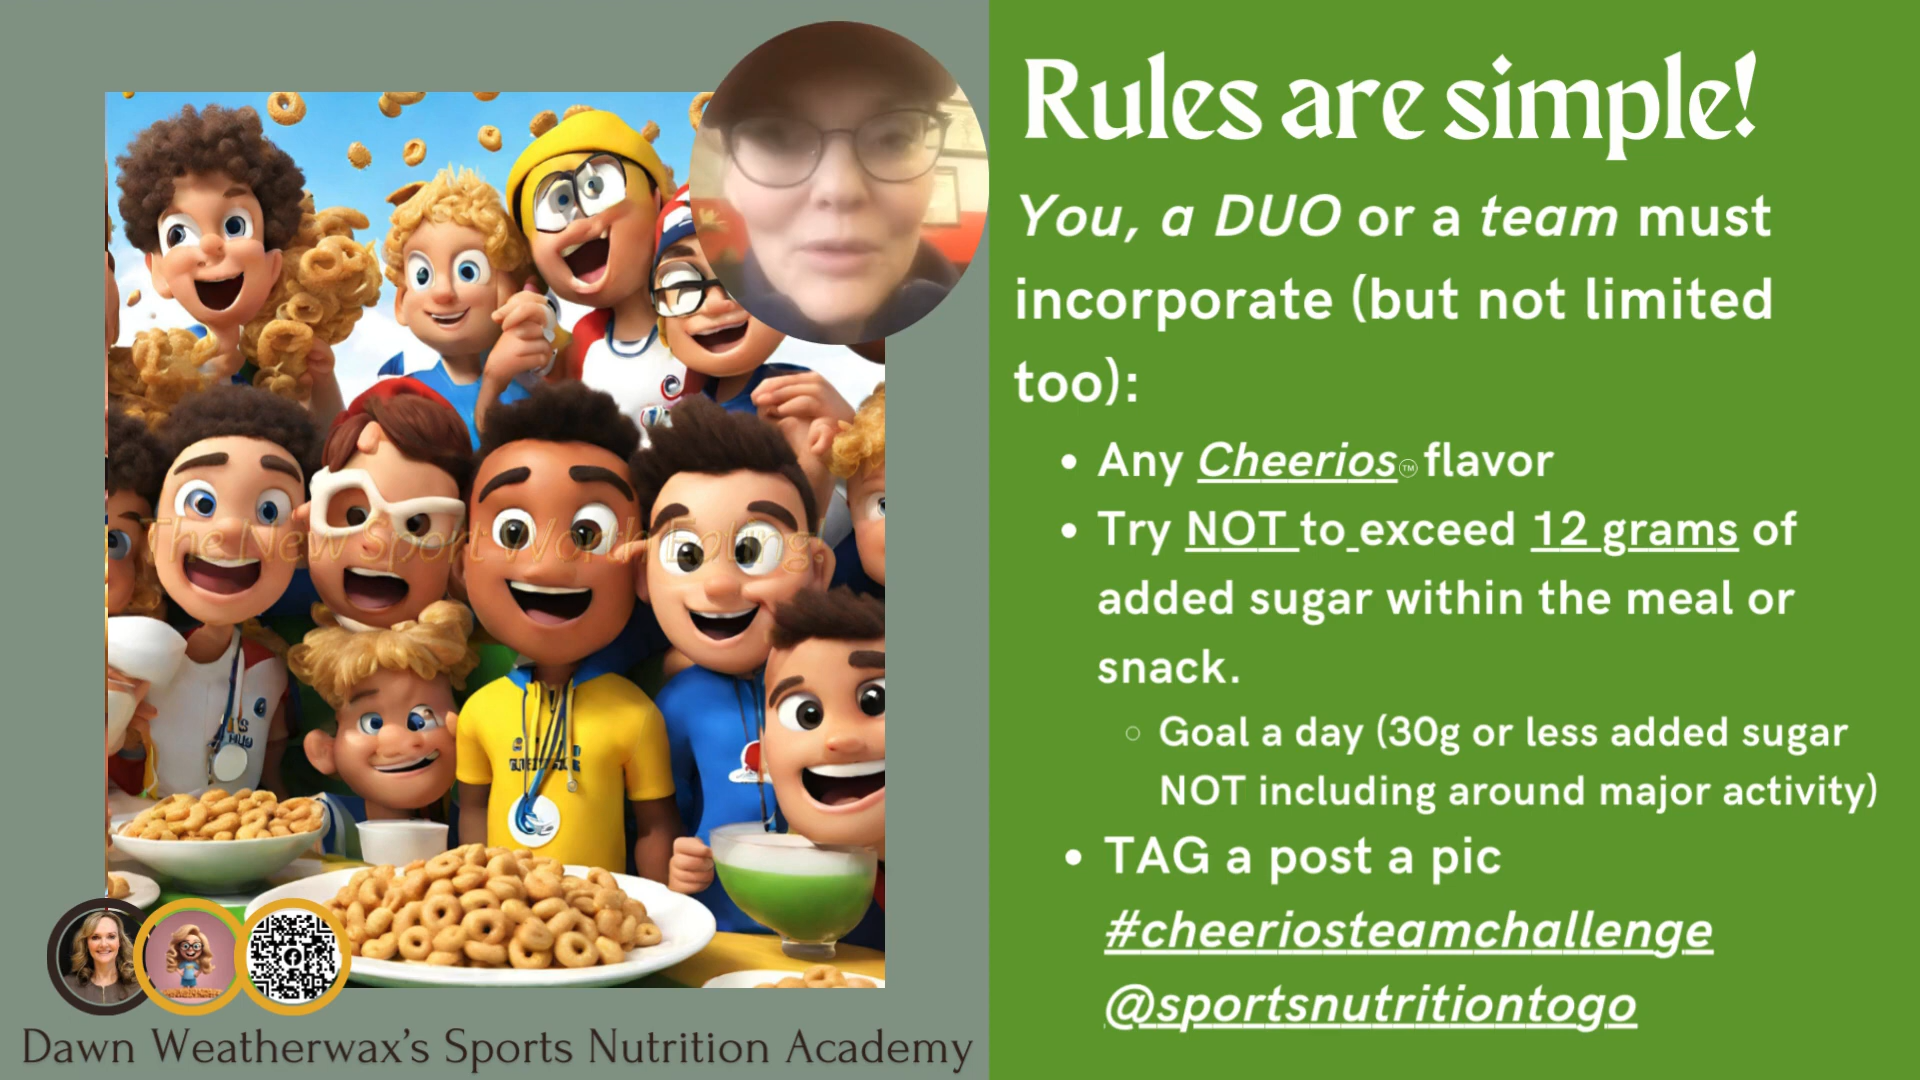 Rules are simple!
You, a DUO or a team must
incorporate (but not limited
too):
• Any Cheerios™ flavor
• Try NOT to exceed 12 grams of
added sugar within the meal or
snack.
○ Goal a day (30g or less added sugar
NOT including around major activity)
• TAG a post a pic
#cheeriosteamchallenge
@sportsnutritiontogo
The New Sport Worth Eating!
Dawn Weatherwax's Sports Nutrition Academy